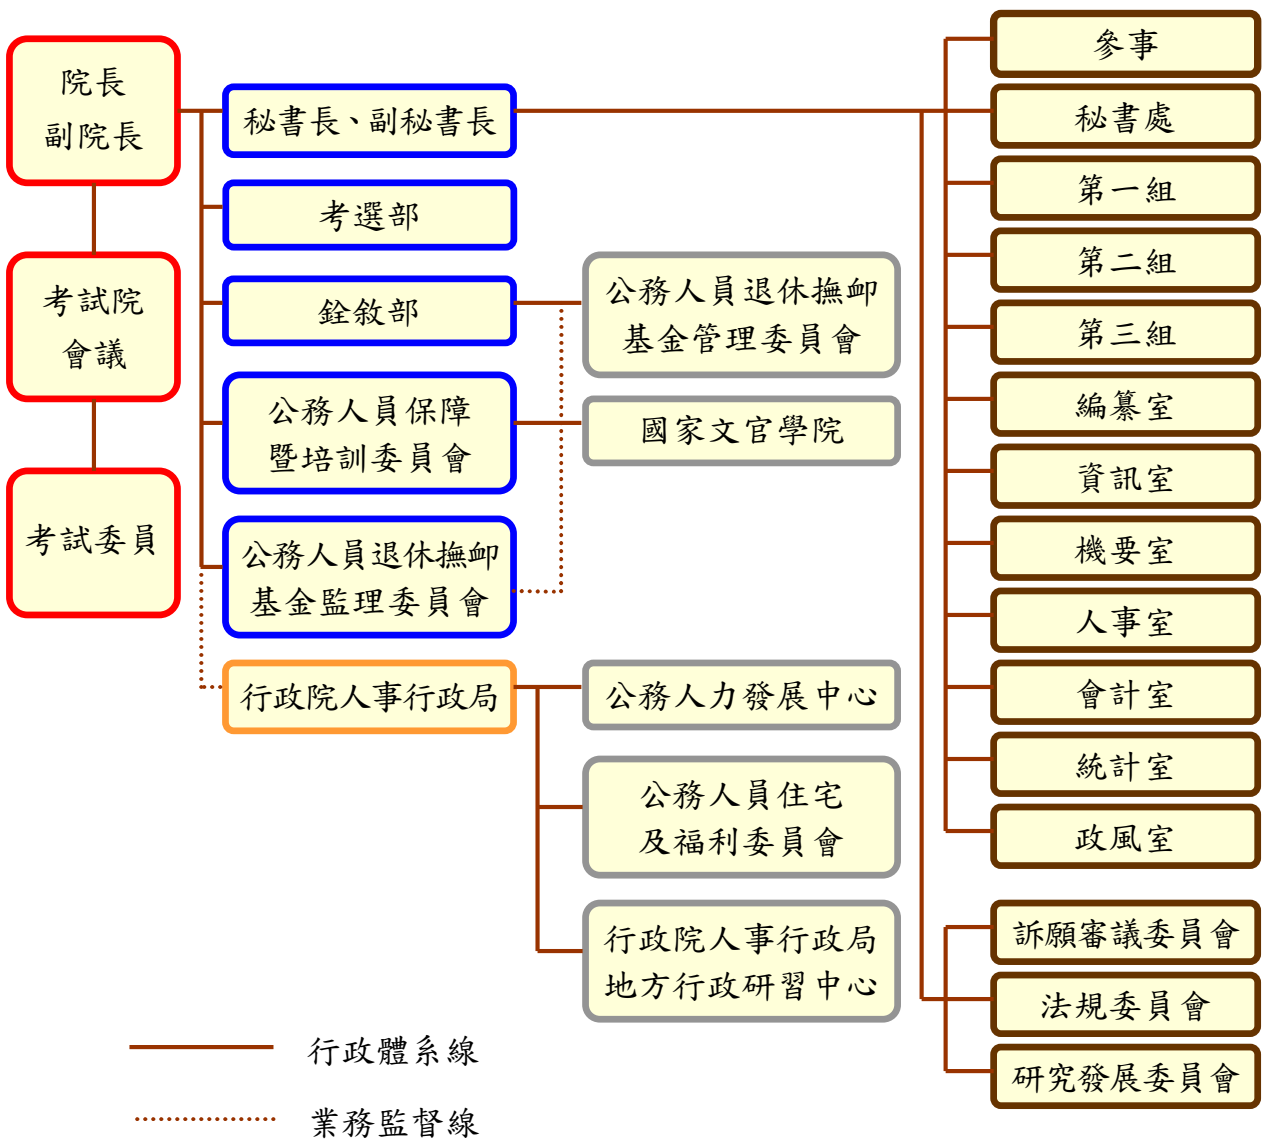 院長
副院長
考試院
會議
考試委員
秘書長、副秘書長
考選部
銓敘部
公務人員保障
暨培訓委員會
公務人員退休撫卹
基金監理委員會
行政院人事行政局
公務人員退休撫卹
基金管理委員會
國家文官學院
公務人力發展中心
公務人員住宅
及福利委員會
行政院人事行政局
地方行政研習中心
參事
秘書處
第一組
第二組
第三組
編纂室
資訊室
機要室
人事室
會計室
統計室
政風室
訴願審議委員會
法規委員會
研究發展委員會
行政體系線
業務監督線